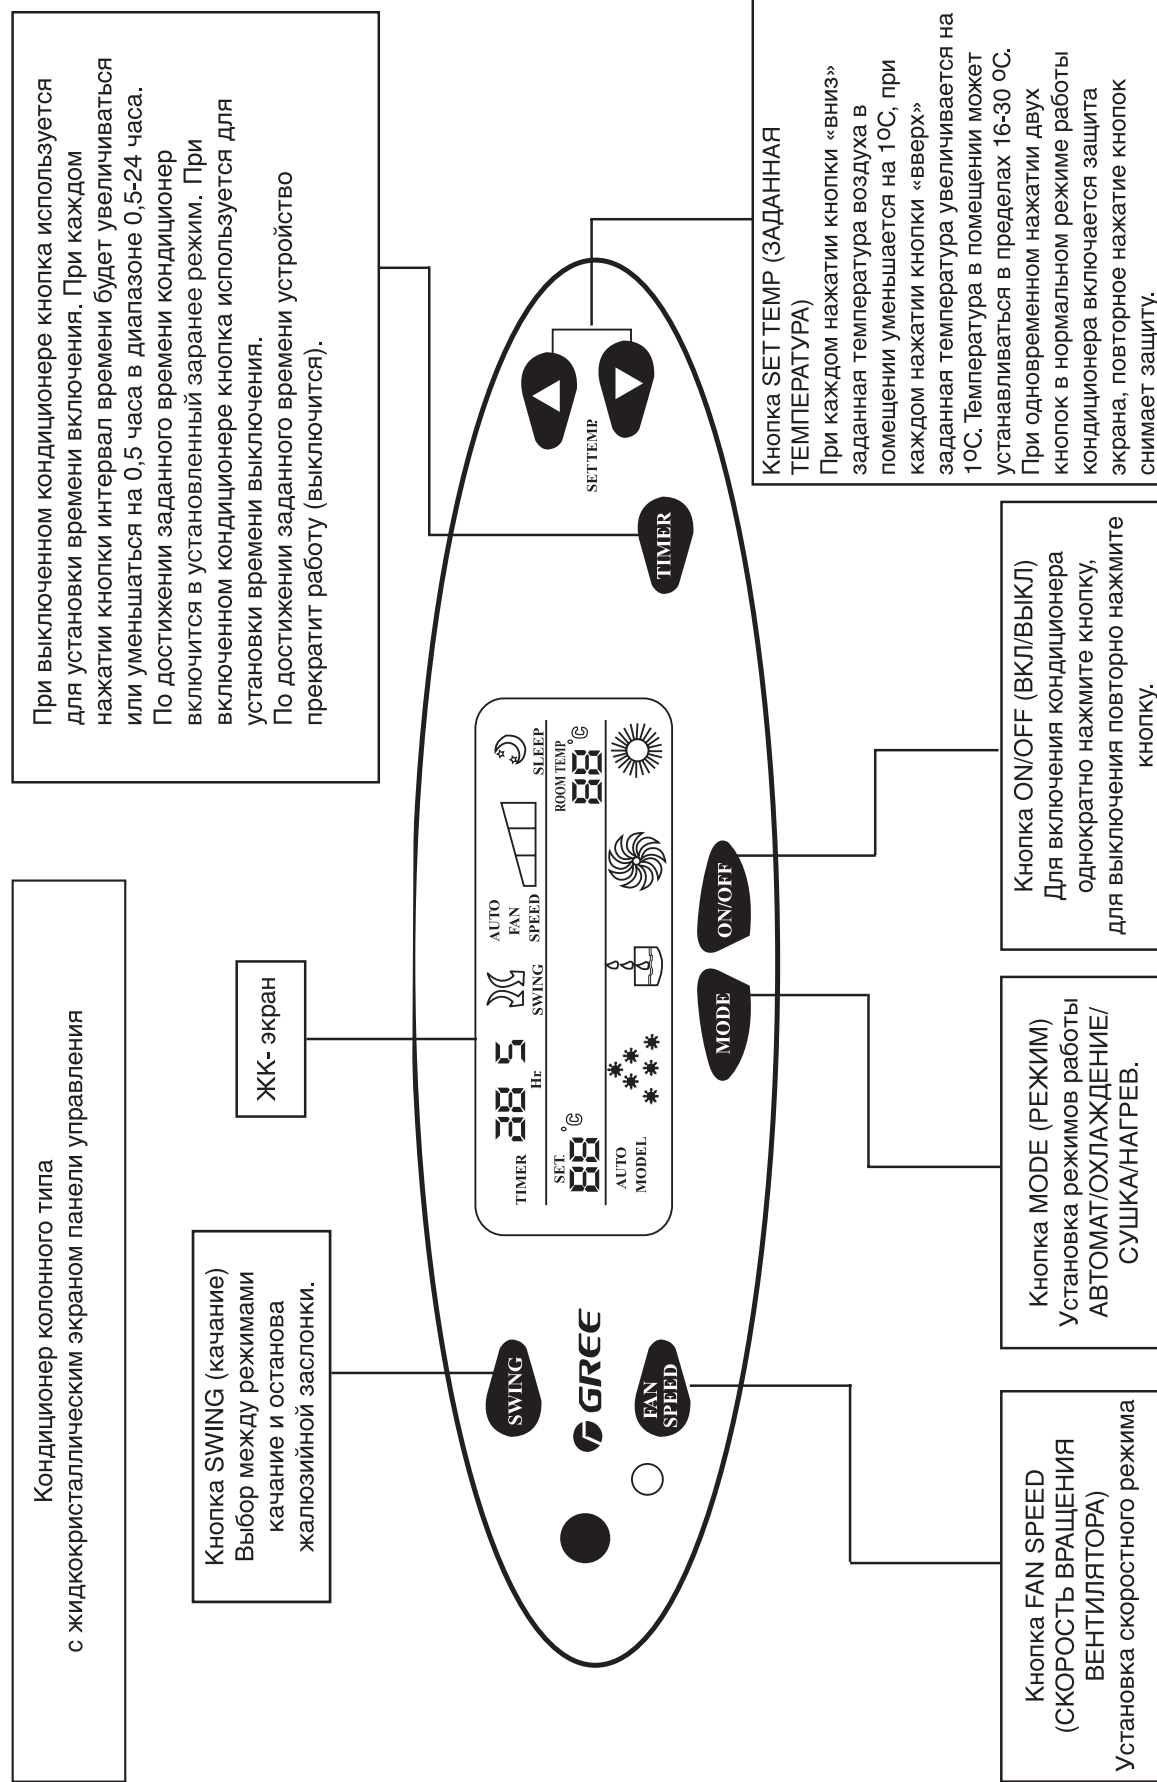 Кондиционер колонного типа
с жидкокристаллическим экраном панели управления
При выключенном кондиционере кнопка используется
для установки времени включения. При каждом
нажатии кнопки интервал времени будет увеличиваться
или уменьшаться на 0,5 часа в диапазоне 0,5-24 часа.
По достижении заданного времени кондиционер
включится в установленный заранее режим. При
включенном кондиционере кнопка используется для
установки времени выключения.
По достижении заданного времени устройство
прекратит работу (выключится).
Кнопка SWING (качание)
Выбор между режимами
качание и останова
жалюзийной заслонки.
ЖК- экран
SWING
GREE
FAN
SPEED
TIMER
88 5
Hr.
SWING
AUTO
FAN
SPEED
SLEEP
SET.
88 °C
ROOM TEMP
88 °C
AUTO
MODEL
MODE
ON/OFF
TIMER
SET TEMP.
Кнопка FAN SPEED
(СКОРОСТЬ ВРАЩЕНИЯ
ВЕНТИЛЯТОРА)
Установка скоростного режима
Кнопка MODE (РЕЖИМ)
Установка режимов работы
АВТОМАТ/ОХЛАЖДЕНИЕ/
СУШКА/НАГРЕВ.
Кнопка ON/OFF (ВКЛ/ВЫКЛ)
Для включения кондиционера
однократно нажмите кнопку,
для выключения повторно нажмите
кнопку.
Кнопка SET TEMP (ЗАДАННАЯ
ТЕМПЕРАТУРА)
При каждом нажатии кнопки «вниз»
заданная температура воздуха в
помещении уменьшается на 1ºС, при
каждом нажатии кнопки «вверх»
заданная температура увеличивается на
1ºС. Температура в помещении может
устанавливаться в пределах 16-30 ºС.
При одновременном нажатии двух
кнопок в нормальном режиме работы
кондиционера включается защита
экрана, повторное нажатие кнопок
снимает защиту.